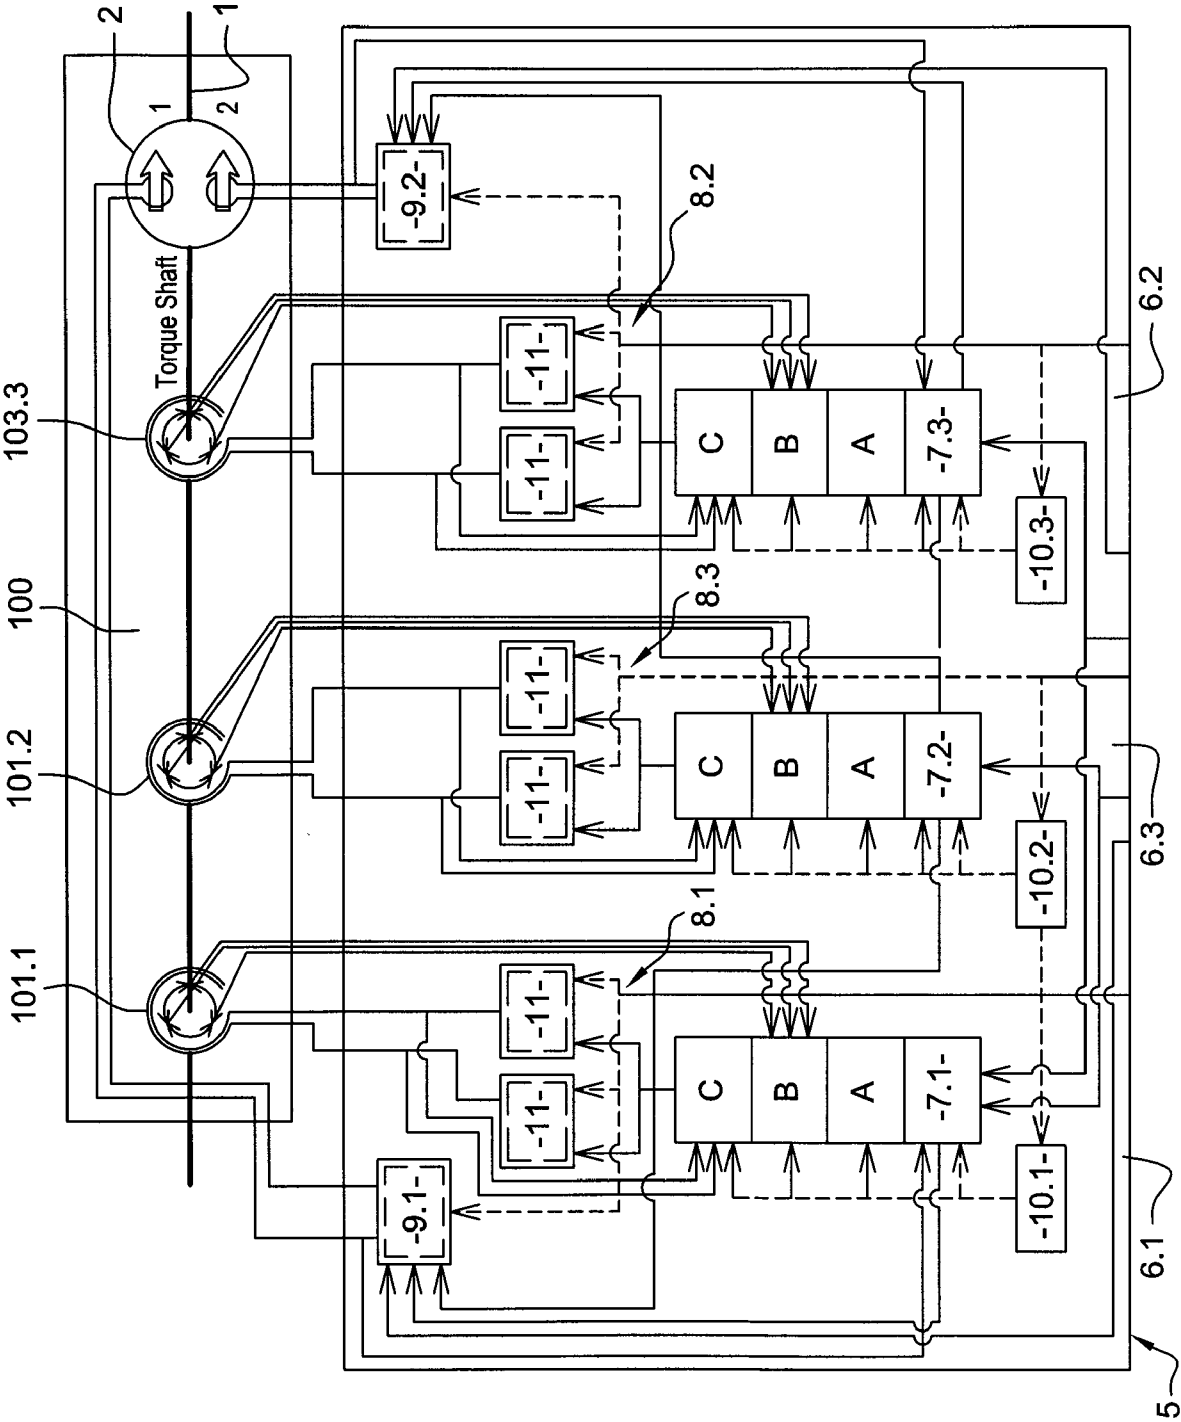 2
1
1
2
Torque Shaft
103.3
100
101.2
101.1
-9.2-
8.2
-11-
-11-
C
B
A
-7.3-
-10.3-
6.2
8.3
-11-
-11-
C
B
A
-7.2-
-10.2-
6.3
8.1
-11-
-11-
C
B
A
-7.1-
-10.1-
-9.1-
6.1
5